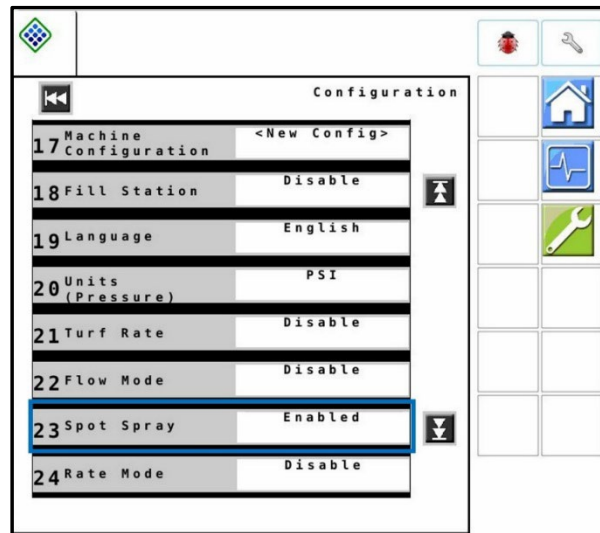 Configuration
17 Machine Configuration <New Config>
18 Fill Station Disable
19 Language English
20 Units (Pressure) PSI
21 Turf Rate Disable
22 Flow Mode Disable
23 Spot Spray Enabled
24 Rate Mode Disable